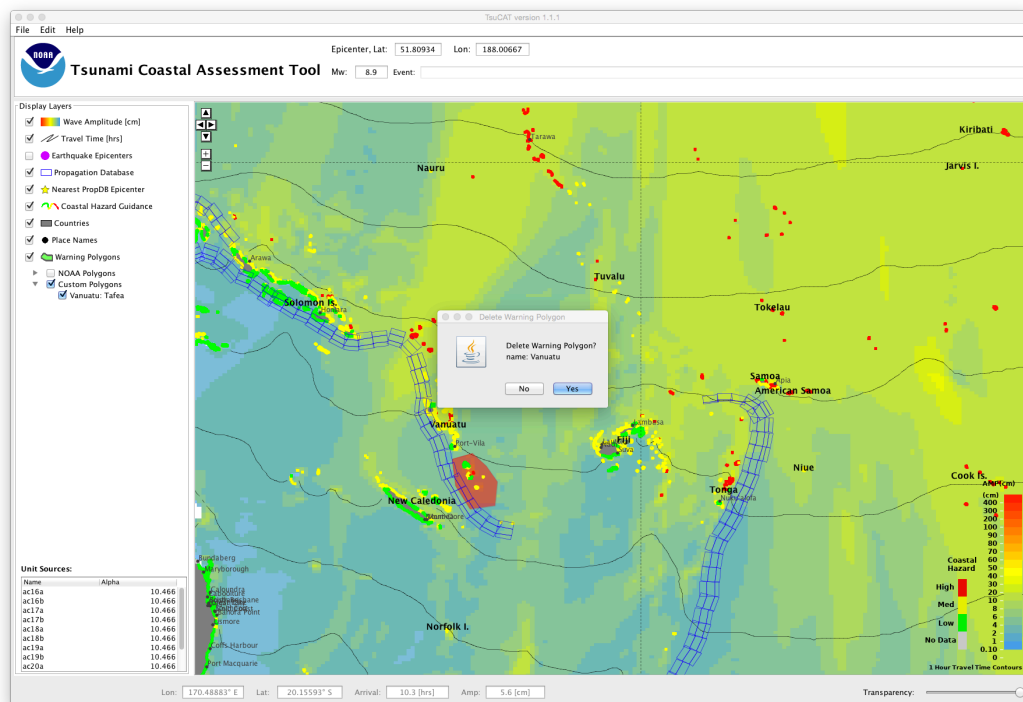 TsuCAT version 1.1.1
File Edit Help
NOAA
Tsunami Coastal Assessment Tool
Epicenter, Lat: 51.80934 Lon: 188.00667
Mw: 8.9 Event:
Display Layers
Wave Amplitude [cm]
Travel Time [hrs]
Earthquake Epicenters
Propagation Database
Nearest PropDB Epicenter
Coastal Hazard Guidance
Countries
Place Names
Warning Polygons
NOAA Polygons
Custom Polygons
Vanuatu: Tafea
Unit Sources:
Name Alpha
ac16a 10.466
ac16b 10.466
ac17a 10.466
ac17b 10.466
ac18a 10.466
ac18b 10.466
ac19a 10.466
ac19b 10.466
ac20a 10.466
Kiribati
Tarawa
Nauru
Jarvis I.
Arawa
Tuvalu
Solomon Is.
Honiara
Tokelau
Delete Warning Polygon
Delete Warning Polygon?
name: Vanuatu
No Yes
Samoa
Apia
American Samoa
Vanuatu
Port-Vila
Lambasa
Fiji
Suva
Niue
Tonga
Cook Is.
New Caledonia
Norfolk I.
Bundaberg
Maryborough
Caloundra
Lismore
Coffs Harbour
Port Macquarie
(cm)
400
300
200
100
90
80
70
60
50
40
30
20
10
8
6
4
2
1
0.10
0
Coastal
Hazard
High
Med
Low
No Data
1 Hour Travel Time Contours
Lon: 170.48883° E Lat: 20.15593° S Arrival: 10.3 [hrs] Amp: 5.6 [cm] Transparency: